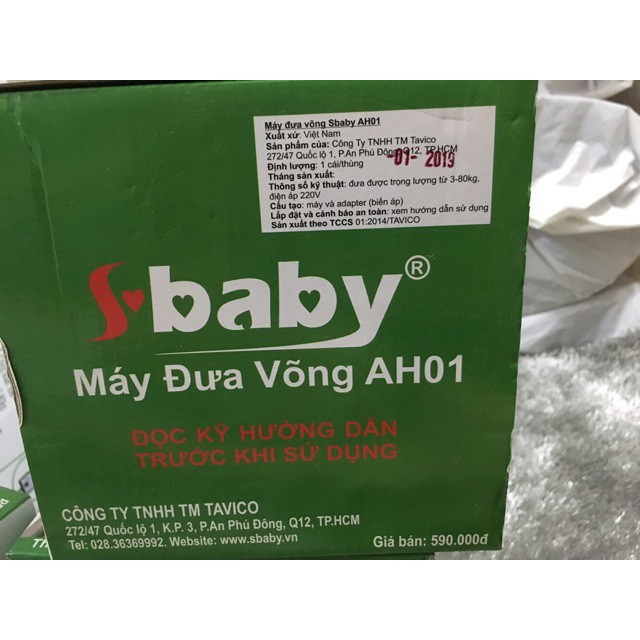 Máy đưa võng Sbaby AH01
Xuất xứ: Việt Nam
Sản phẩm của: Công Ty TNHH TM Tavico
272/47 Quốc lộ 1, P.An Phú Đông, Q12, TP.HCM
Định lượng: 1 cái/thùng
-01- 2019
Tháng sản xuất:
Thông số kỹ thuật: đưa được trọng lượng từ 3-80kg,
điện áp 220V
Cấu tạo: máy và adapter (biến áp)
Lắp đặt và cảnh báo an toàn: xem hướng dẫn sử dụng
Sản xuất theo TCCS 01:2014/TAVICO
S-baby®
Máy Đưa Võng AH01
ĐỌC KỸ HƯỚNG DẪN
TRƯỚC KHI SỬ DỤNG
CÔNG TY TNHH TM TAVICO
272/47 Quốc lộ 1, K.P. 3, P.An Phú Đông, Q12, TP.HCM
Tel: 028.36369992. Website: www.sbaby.vn
Giá bán: 590.000đ